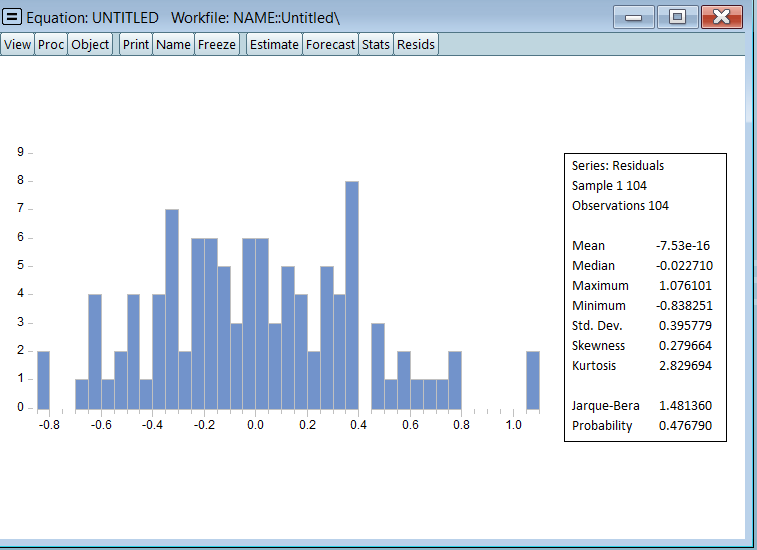 Equation: UNTITLED Workfile: NAME::Untitled\
View Proc Object Print Name Freeze Estimate Forecast Stats Resids
9
8
7
6
5
4
3
2
1
0
-0.8 -0.6 -0.4 -0.2 0.0 0.2 0.4 0.6 0.8 1.0
Series: Residuals
Sample 1 104
Observations 104
Mean -7.53e-16
Median -0.022710
Maximum 1.076101
Minimum -0.838251
Std. Dev. 0.395779
Skewness 0.279664
Kurtosis 2.829694
Jarque-Bera 1.481360
Probability 0.476790